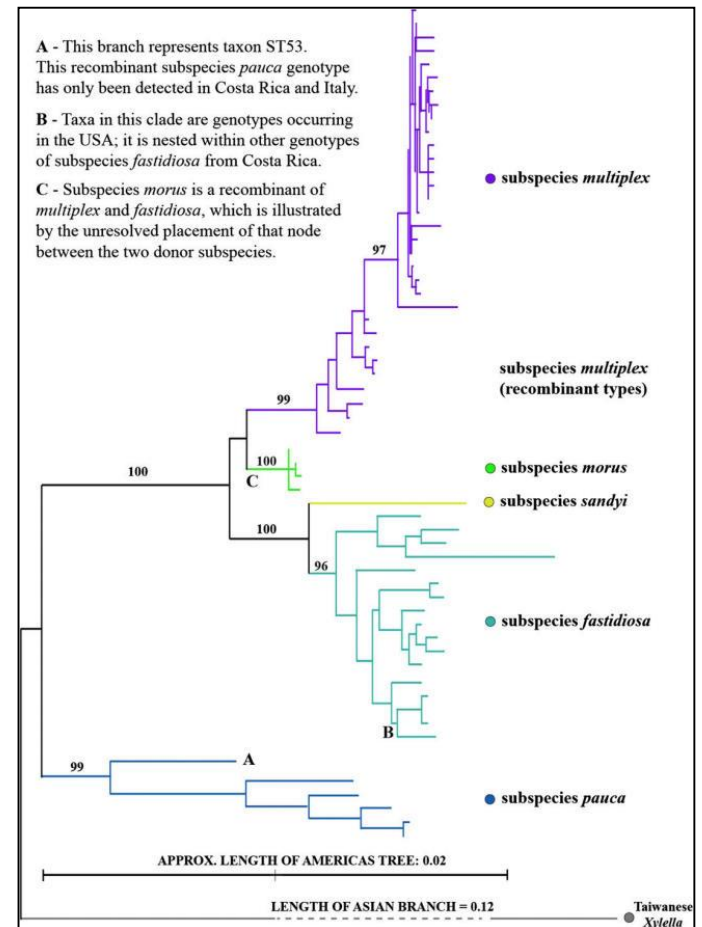 A - This branch represents taxon ST53.
This recombinant subspecies pauca genotype
has only been detected in Costa Rica and Italy.
B - Taxa in this clade are genotypes occurring
in the USA; it is nested within other genotypes
of subspecies fastidiosa from Costa Rica.
C - Subspecies morus is a recombinant of
multiplex and fastidiosa, which is illustrated
by the unresolved placement of that node
between the two donor subspecies.
subspecies multiplex
97
subspecies multiplex
(recombinant types)
99
100
100
C
subspecies morus
subspecies sandyi
100
96
subspecies fastidiosa
B
99
A
subspecies pauca
APPROX. LENGTH OF AMERICAS TREE: 0.02
LENGTH OF ASIAN BRANCH = 0.12
Taiwanese
Xylella